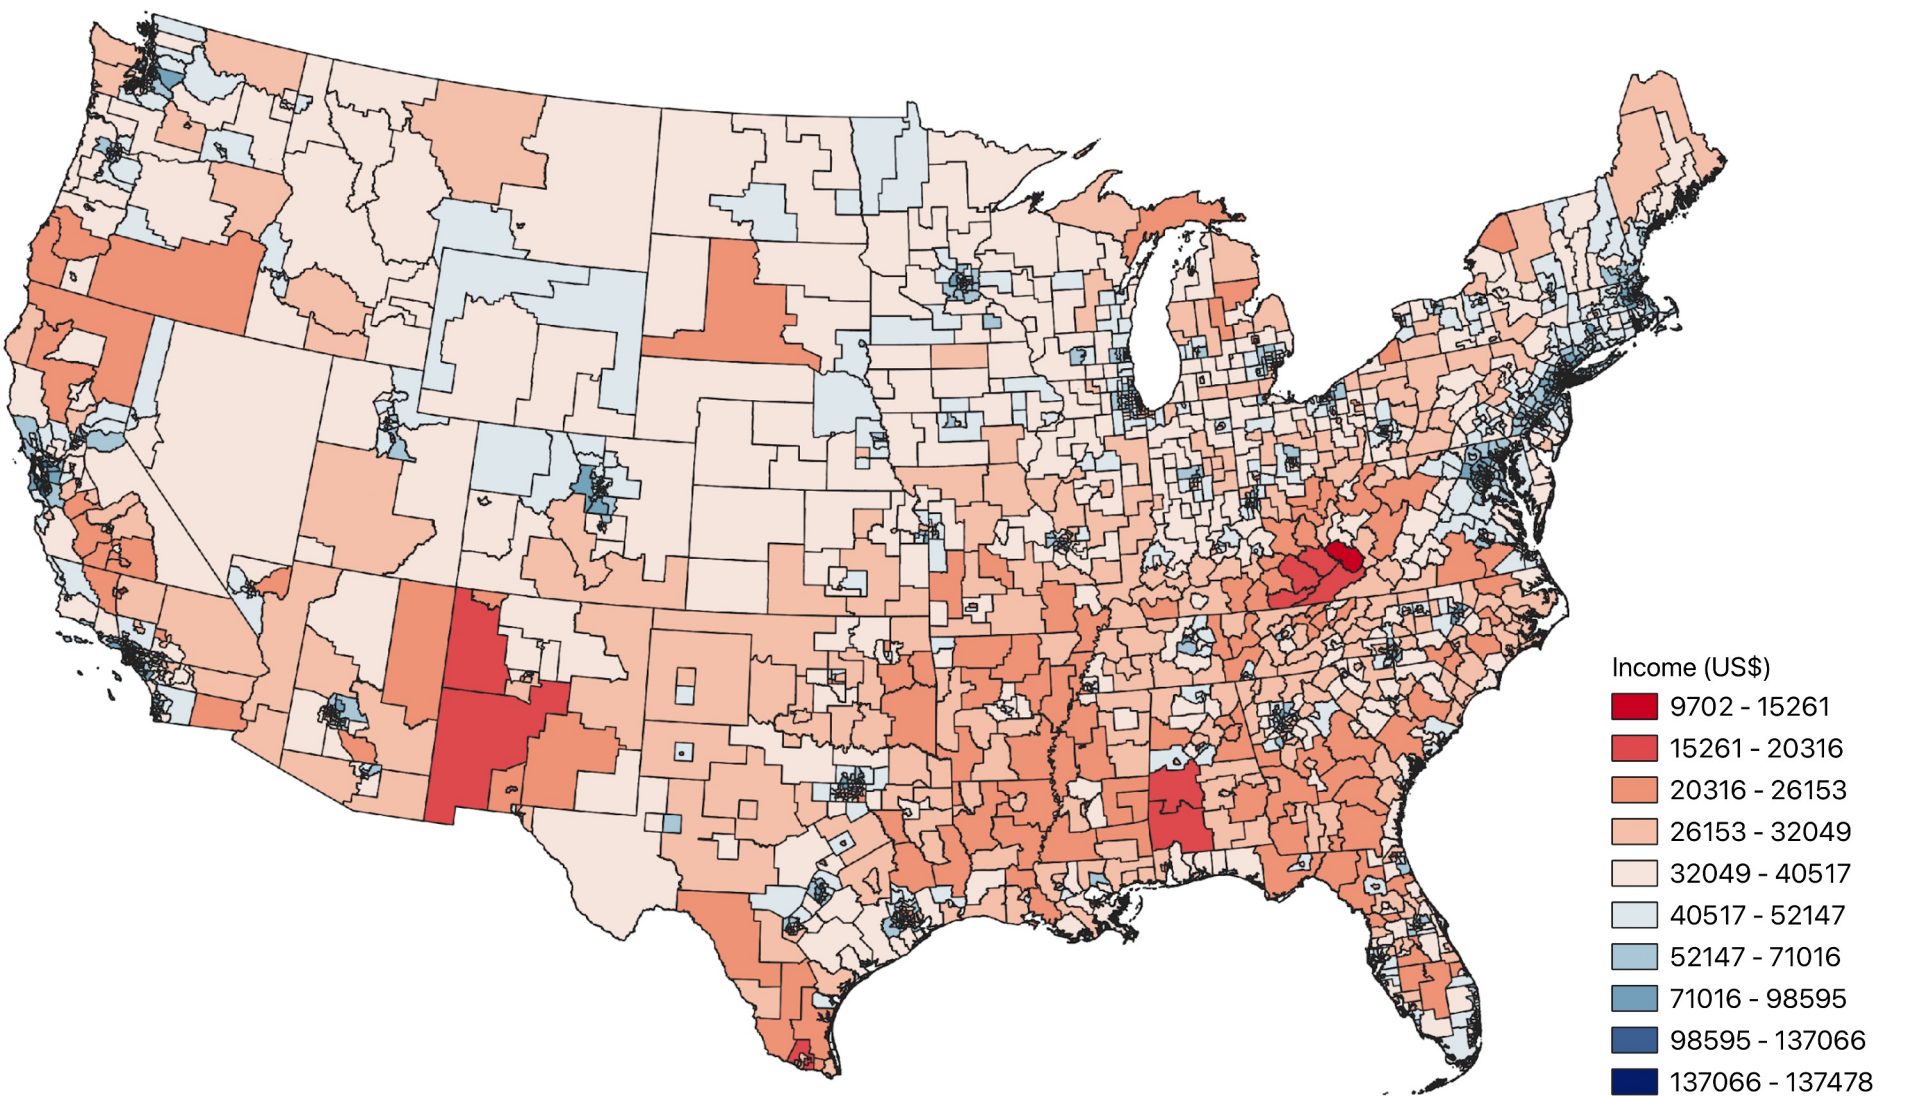 Income (US$)
9702 - 15261
15261 - 20316
20316 - 26153
26153 - 32049
32049 - 40517
40517 - 52147
52147 - 71016
71016 - 98595
98595 - 137066
137066 - 137478